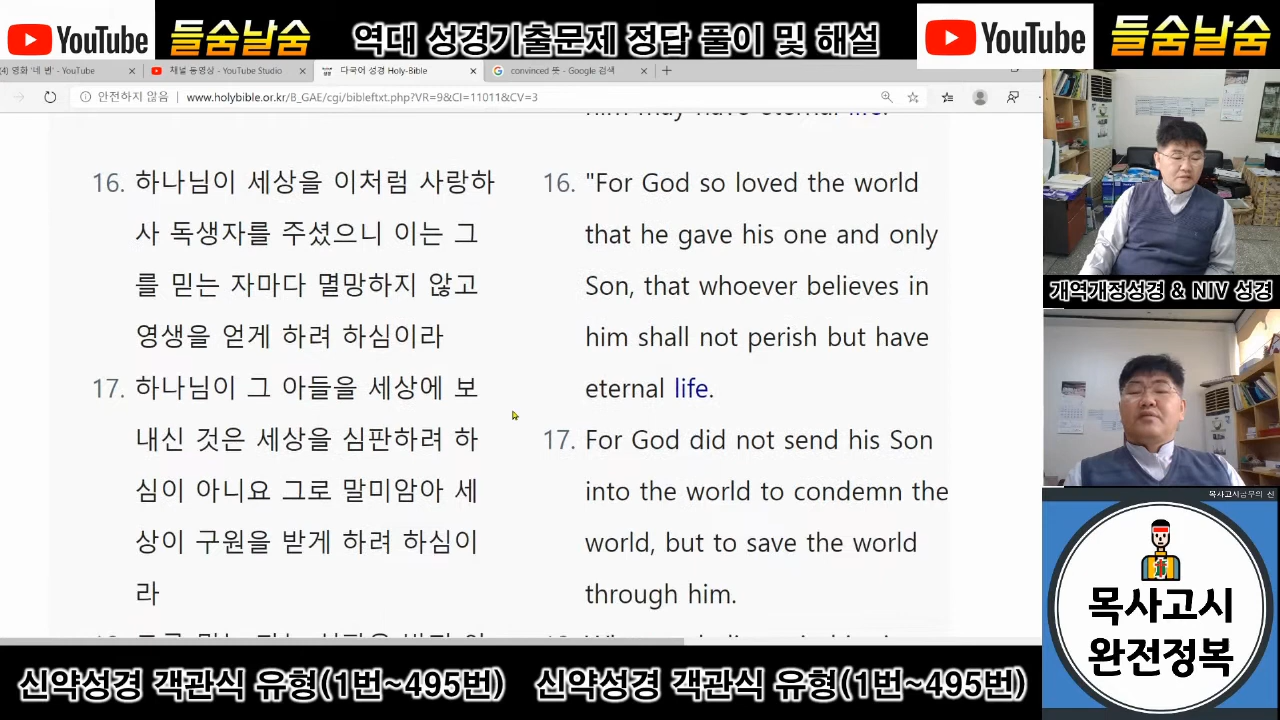 YouTube 들숨날숨 역대 성경기출문제 정답 풀이 및 해설 YouTube 들숨날숨
영화 '네 번' - YouTube
채널 동영상 - YouTube Studio
다국어 성경 Holy-Bible
convinced 뜻 - Google 검색
안전하지 않음 | www.holybible.or.kr/B_GAE/cgi/bibleftxt.php?VR=9&CI=11011&CV=3
him may have eternal life.
16. 하나님이 세상을 이처럼 사랑하
사 독생자를 주셨으니 이는 그
를 믿는 자마다 멸망하지 않고
영생을 얻게 하려 하심이라
17. 하나님이 그 아들을 세상에 보
내신 것은 세상을 심판하려 하
심이 아니요 그로 말미암아 세
상이 구원을 받게 하려 하심이
라
16. "For God so loved the world
that he gave his one and only
Son, that whoever believes in
him shall not perish but have
eternal life.
17. For God did not send his Son
into the world to condemn the
world, but to save the world
through him.
개역개정성경 & NIV 성경
목사고시공부의 신
목사고시
완전정복
신약성경 객관식 유형(1번~495번) 신약성경 객관식 유형(1번~495번)